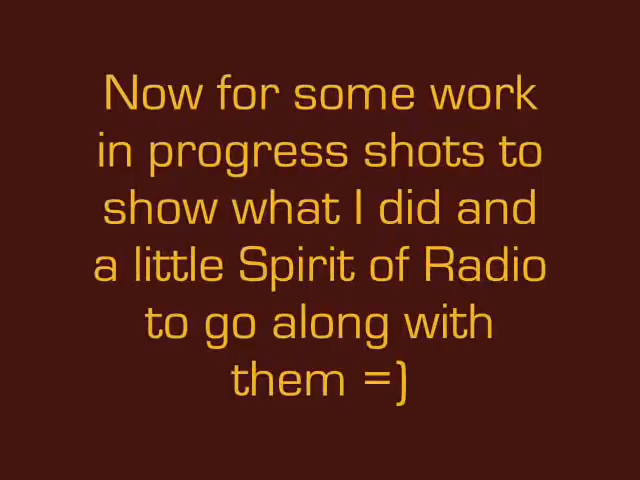 Now for some work
in progress shots to
show what I did and
a little Spirit of Radio
to go along with
them =)